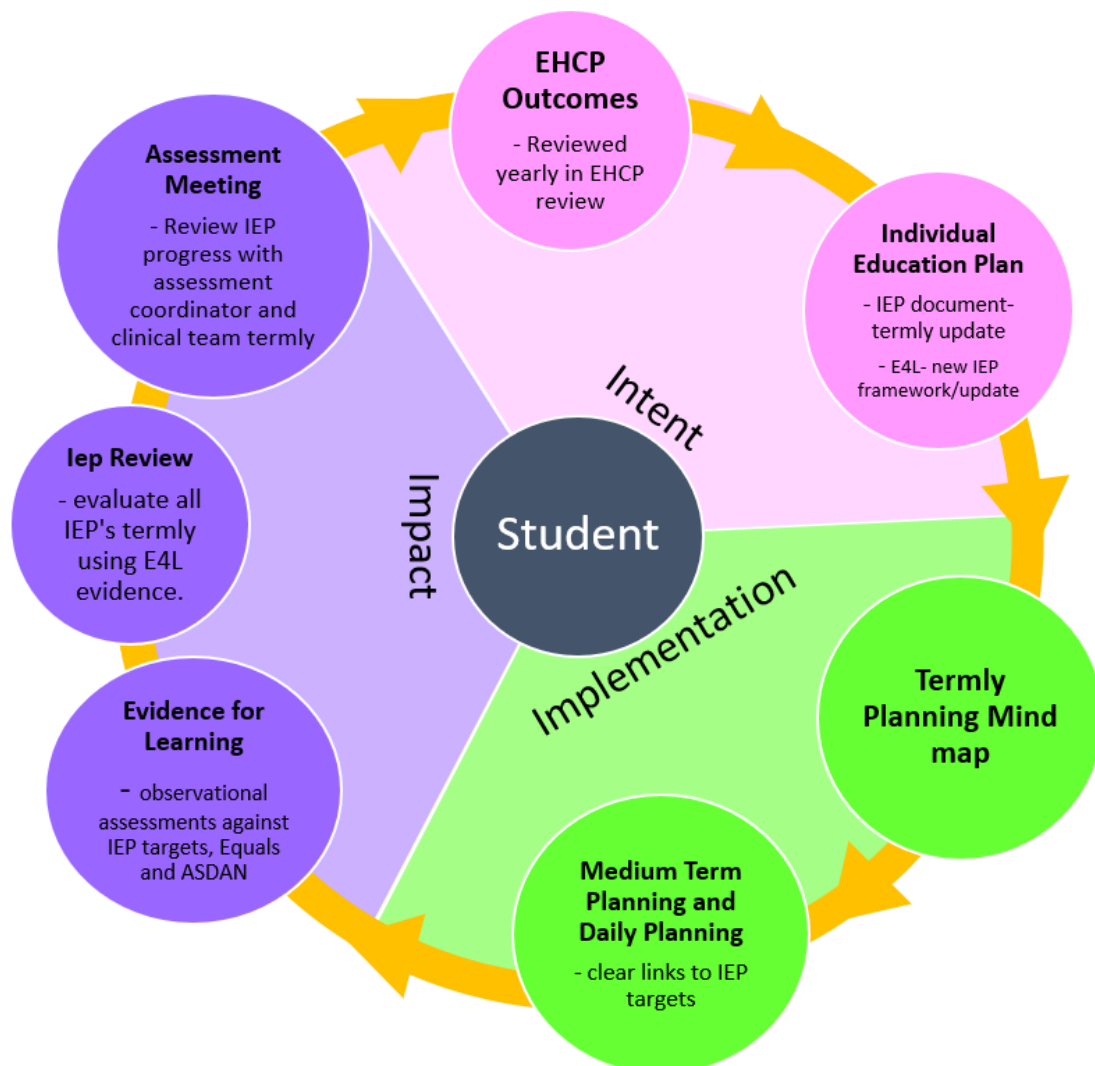 EHCP
Outcomes
- Reviewed
yearly in EHCP
review
Individual
Education Plan
- IEP document-
termly update
- E4L- new IEP
framework/update
Termly
Planning Mind
map
Medium Term
Planning and
Daily Planning
- clear links to IEP
targets
Evidence for
Learning
- observational
assessments against
IEP targets, Equals
and ASDAN
Iep Review
- evaluate all
IEP's termly
using E4L
evidence.
Assessment
Meeting
- Review IEP
progress with
assessment
coordinator and
clinical team termly
Intent
Implementation
Impact
Student